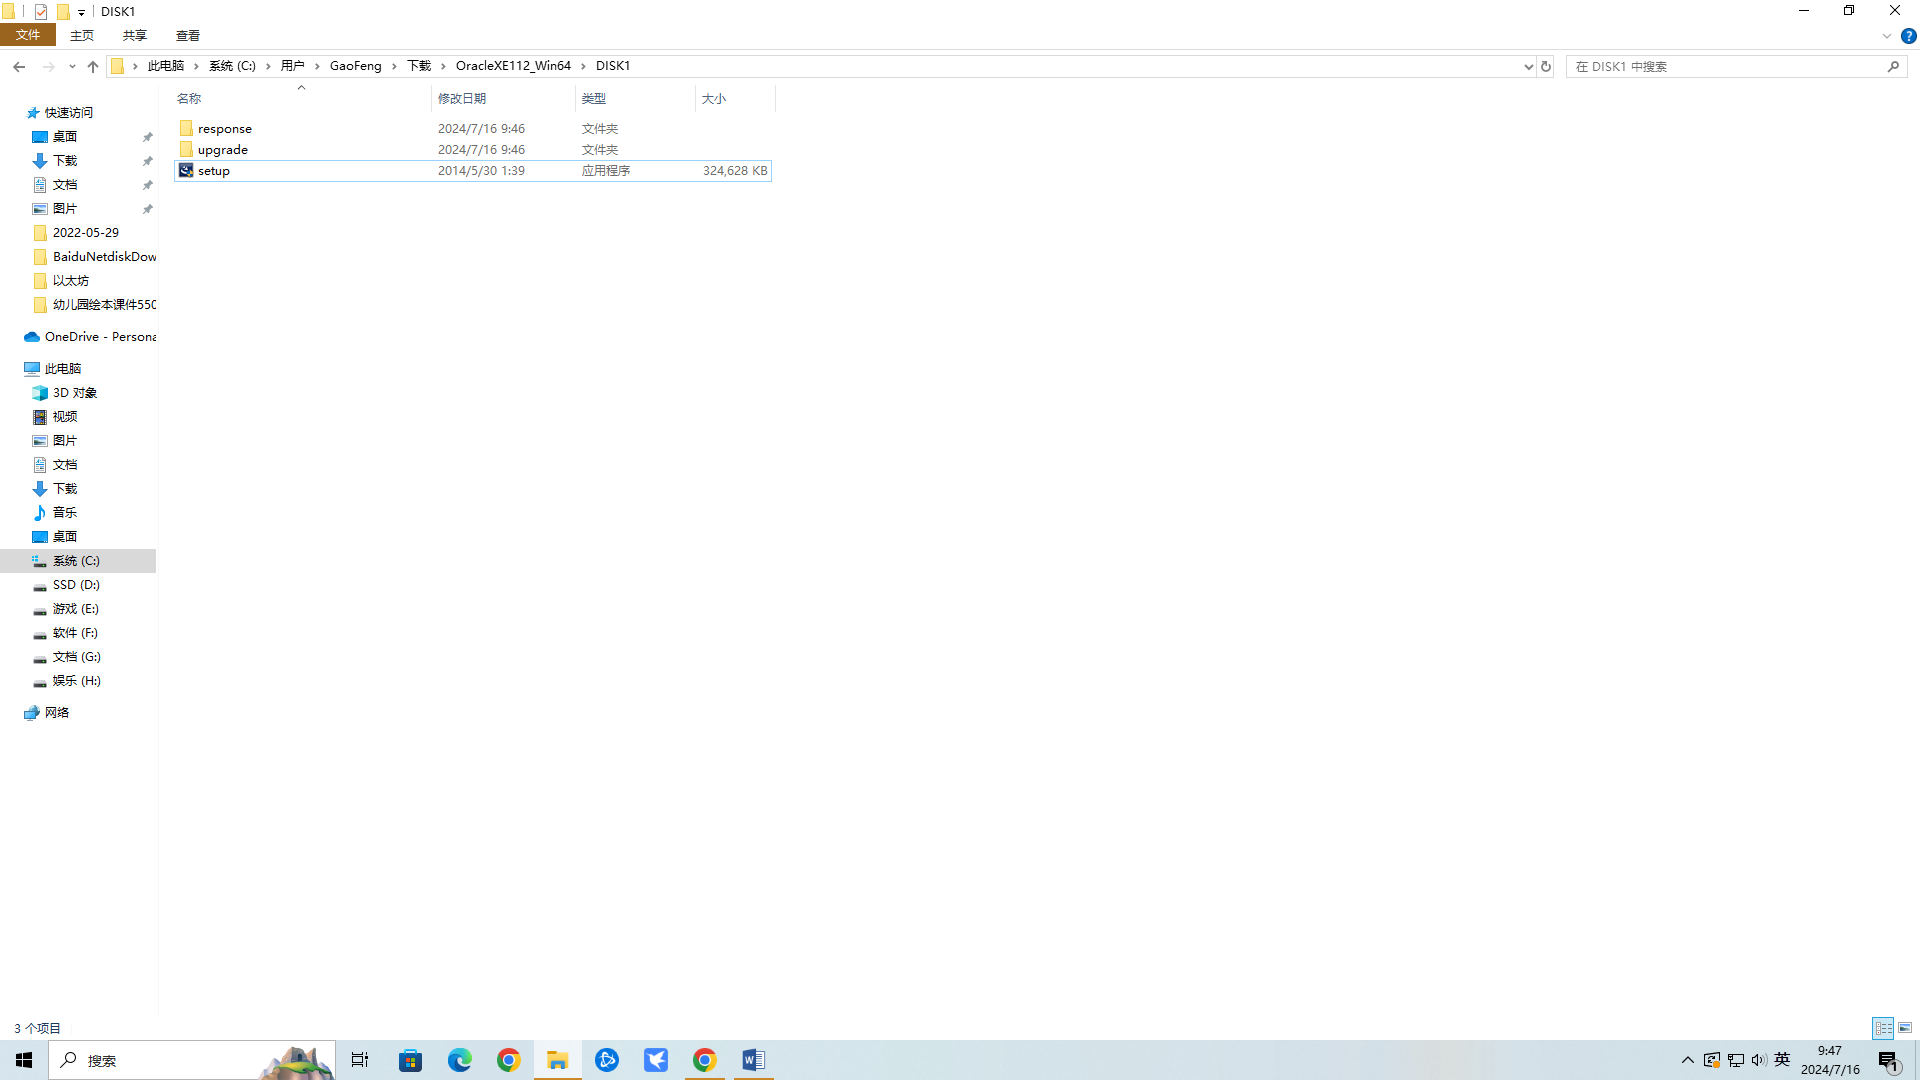 DISK1
文件 主页 共享 查看
此电脑 系统 (C:) 用户 GaoFeng 下载 OracleXE112_Win64 DISK1
在 DISK1 中搜索
名称 修改日期 类型 大小
response 2024/7/16 9:46 文件夹
upgrade 2024/7/16 9:46 文件夹
setup 2014/5/30 1:39 应用程序 324,628 KB
快速访问
桌面
下载
文档
图片
2022-05-29
BaiduNetdiskDow
以太坊
幼儿园绘本课件550
OneDrive - Persona
此电脑
3D 对象
视频
图片
文档
下载
音乐
桌面
系统 (C:)
SSD (D:)
游戏 (E:)
软件 (F:)
文档 (G:)
娱乐 (H:)
网络
3 个项目
搜索
英
9:47
2024/7/16
1